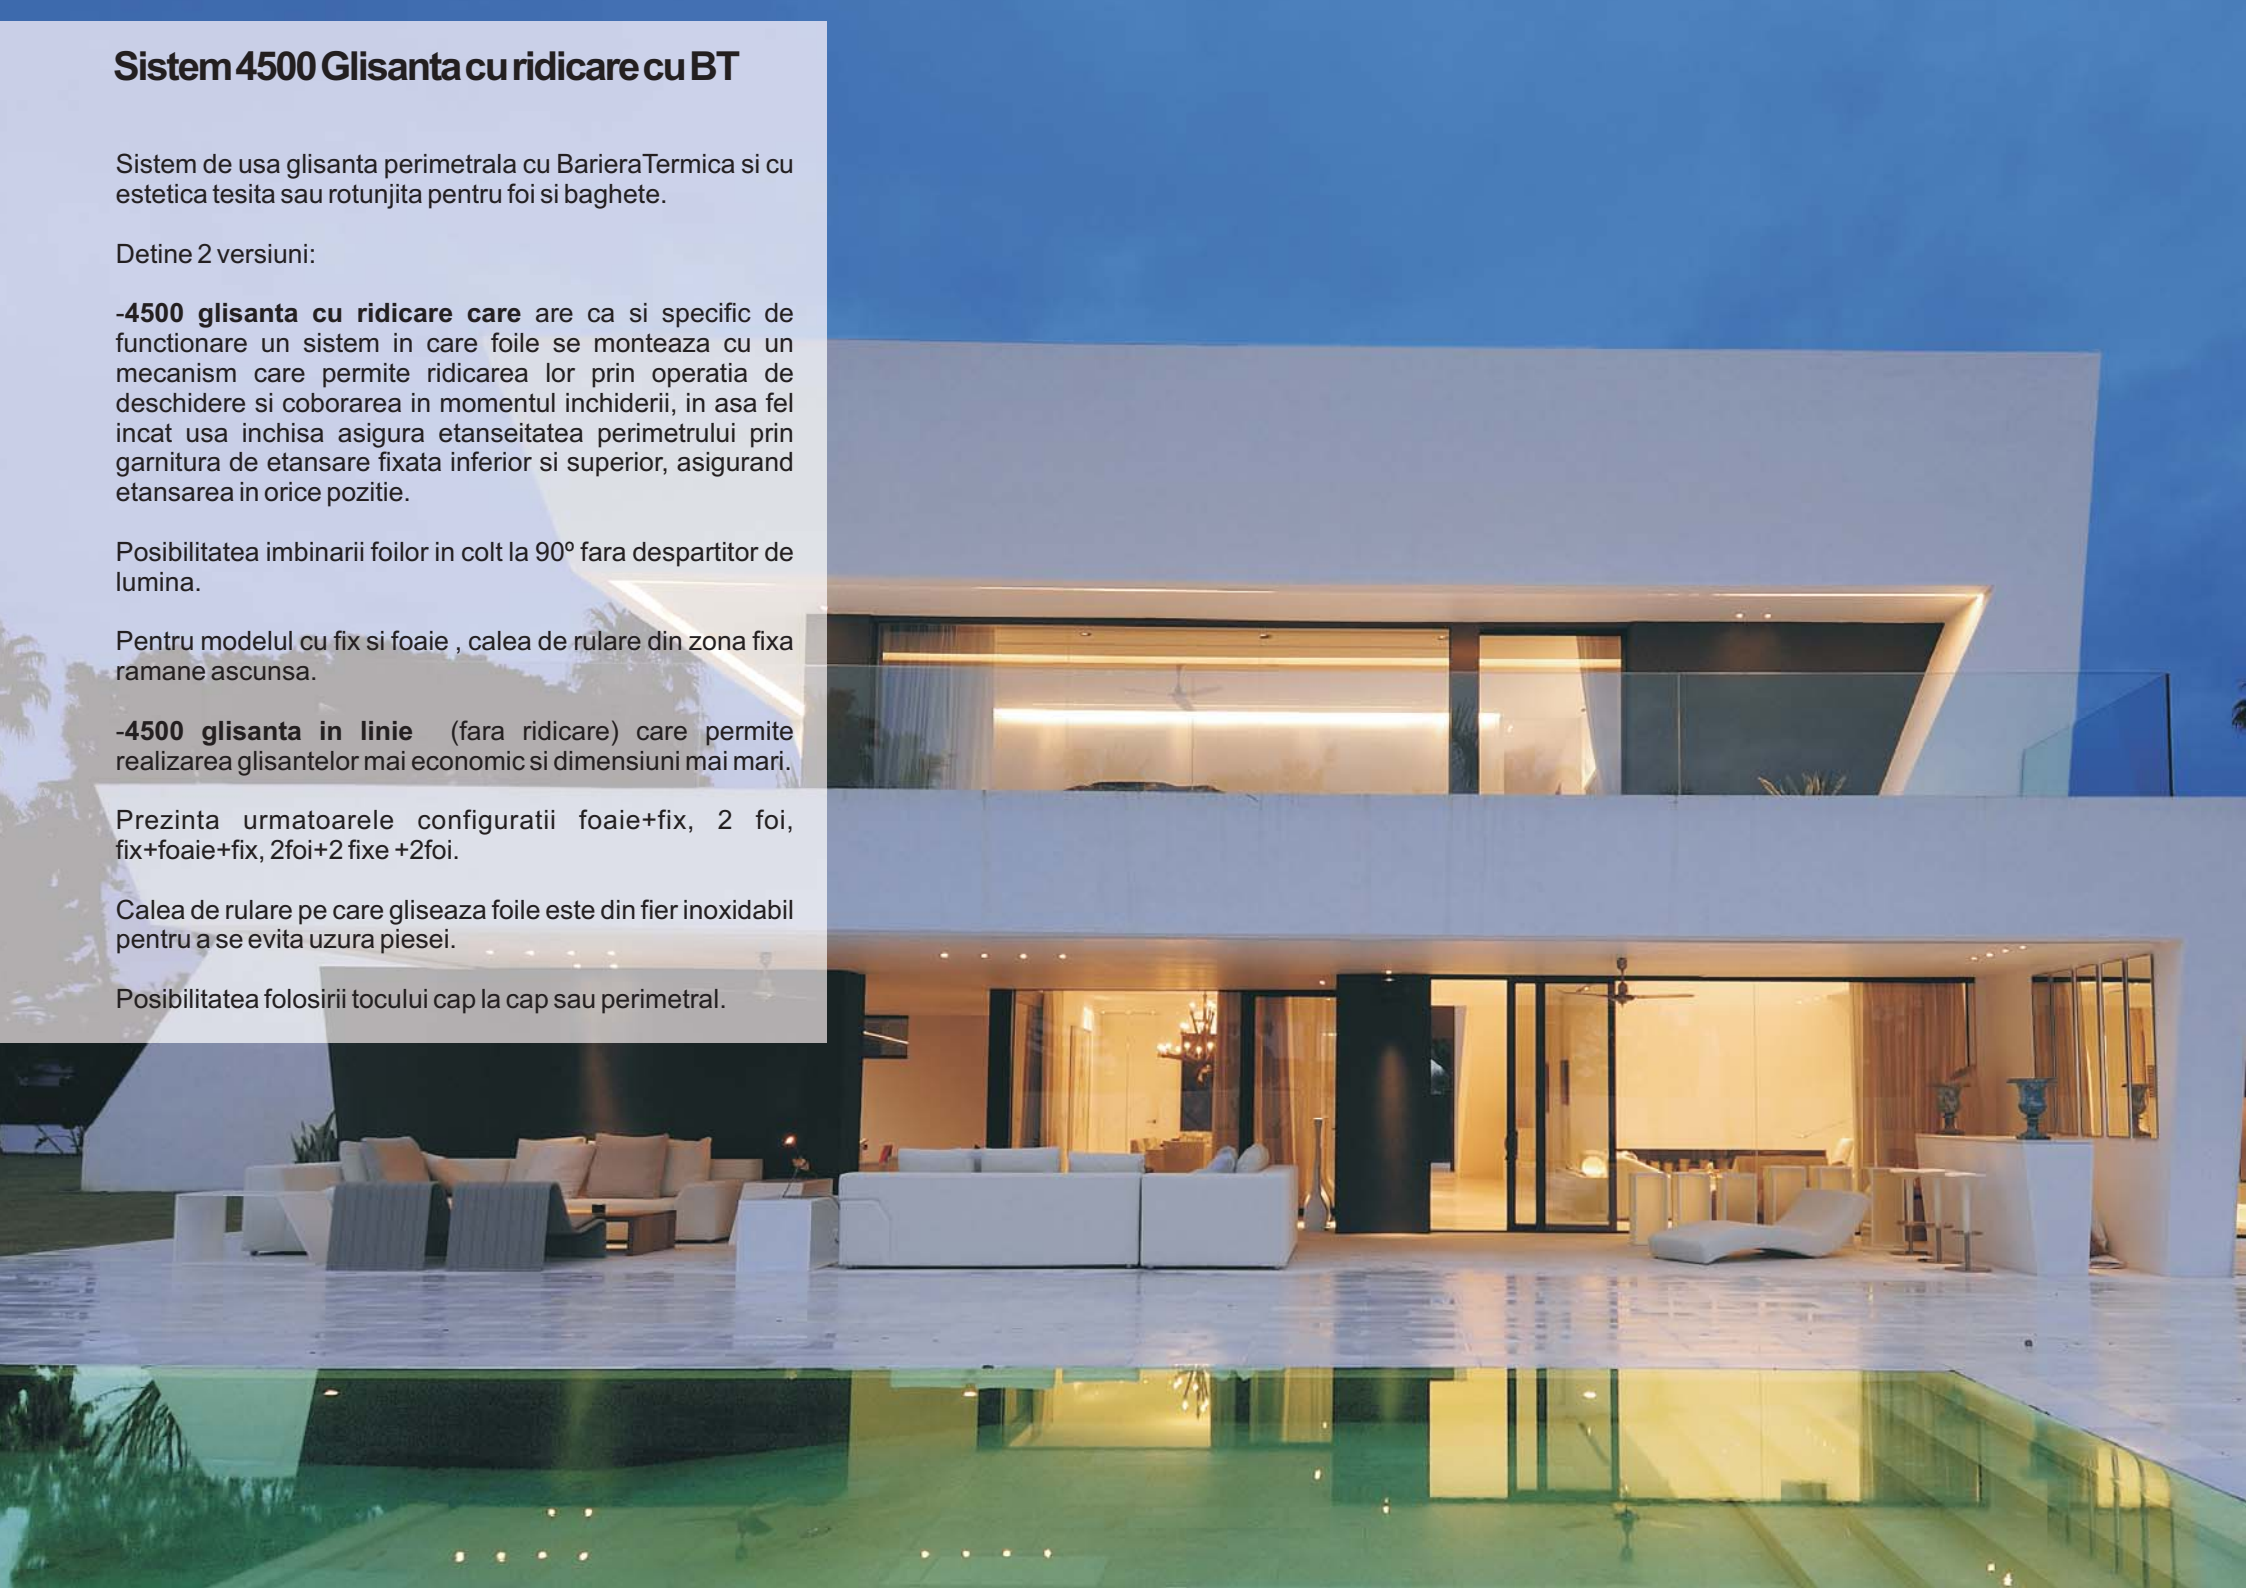 Sistem 4500 Glisanta cu ridicare cu BT
Sistem de usa glisanta perimetrala cu BarieraTermica si cu
estetica tesita sau rotunjita pentru foi si baghete.
Detine 2 versiuni:
-4500 glisanta cu ridicare care are ca si specific de
functionare un sistem in care foile se monteaza cu un
mecanism care permite ridicarea lor prin operatia de
deschidere si coborarea in momentul inchiderii, in asa fel
incat usa inchisa asigura etanseitatea perimetrului prin
garnitura de etansare fixata inferior si superior, asigurand
etansarea in orice pozitie.
Posibilitatea imbinarii foilor in colt la 90º fara despartitor de
lumina.
Pentru modelul cu fix si foaie , calea de rulare din zona fixa
ramane ascunsa.
-4500 glisanta in linie (fara ridicare) care permite
realizarea glisantelor mai economic si dimensiuni mai mari.
Prezinta urmatoarele configuratii foaie+fix, 2 foi,
fix+foaie+fix, 2foi+2 fixe +2foi.
Calea de rulare pe care gliseaza foile este din fier inoxidabil
pentru a se evita uzura piesei.
Posibilitatea folosirii tocului cap la cap sau perimetral.